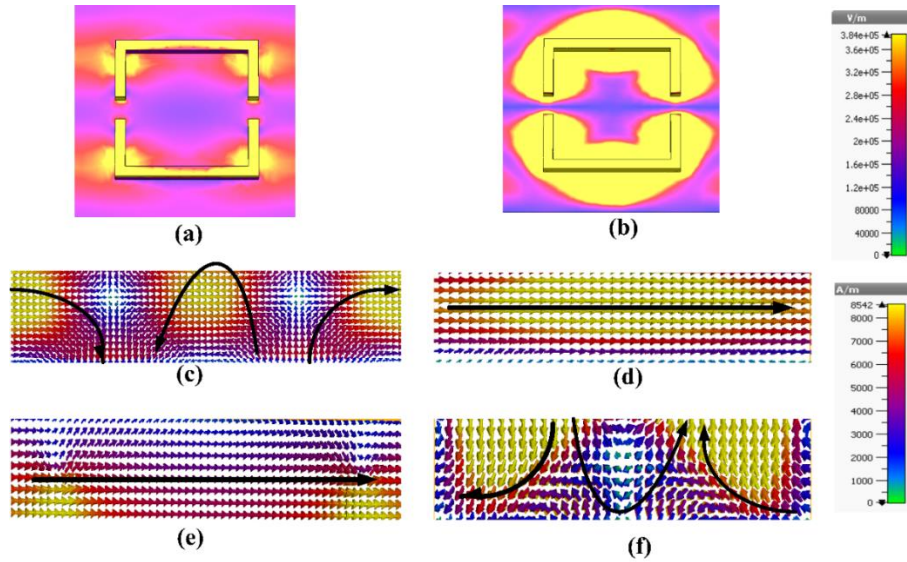 V/m
3.84e+05
3.6e+05
3.2e+05
2.8e+05
2.4e+05
2e+05
1.6e+05
1.2e+05
80000
40000
0
(a)
(b)
(c)
(d)
A/m
8542
8000
7000
6000
5000
4000
3000
2000
1000
0
(e)
(f)